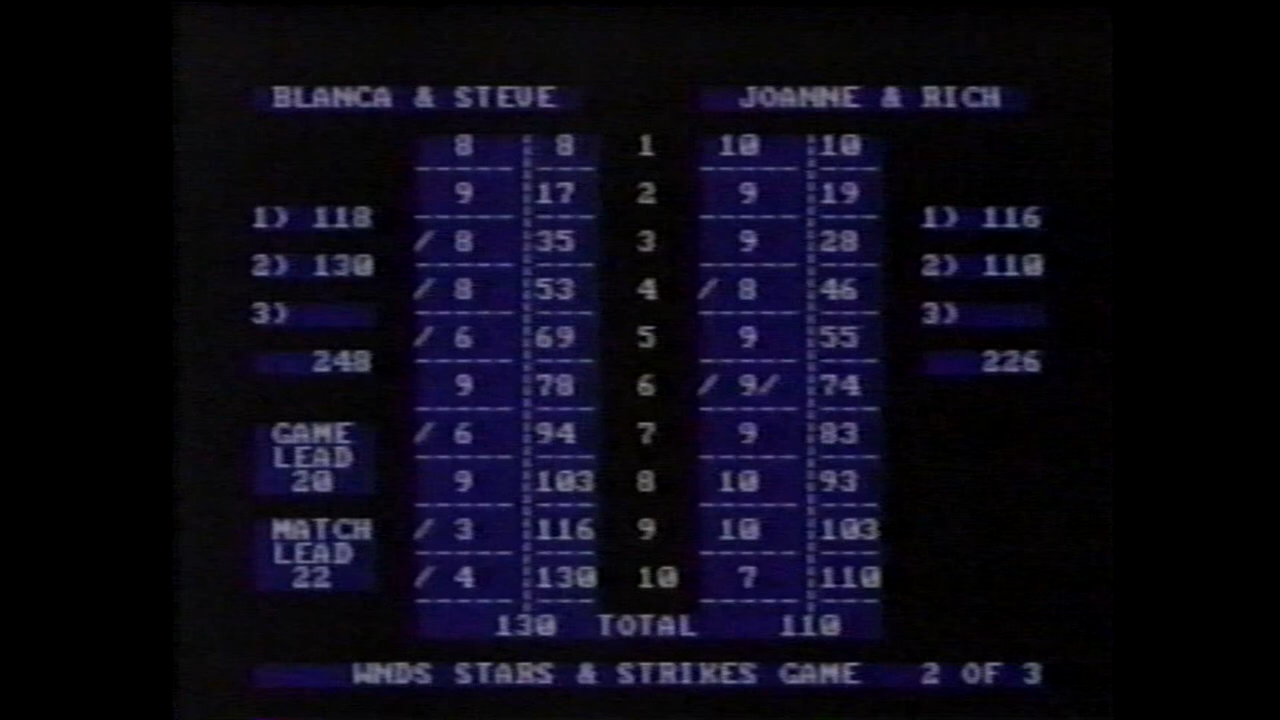 BLANCA & STEVE JOANNE & RICH
8 8 1 10 10
9 17 2 9 19
1) 118 1) 116
/ 8 35 3 9 28
2) 130 2) 110
/ 8 53 4 / 8 46
3) 3)
/ 6 69 5 9 55
248 226
9 78 6 / 9/ 74
GAME / 6 94 7 9 83
LEAD
20 9 103 8 10 93
MATCH / 3 116 9 10 103
LEAD
22 / 4 130 10 7 110
130 TOTAL 110
WNDS STARS & STRIKES GAME 2 OF 3